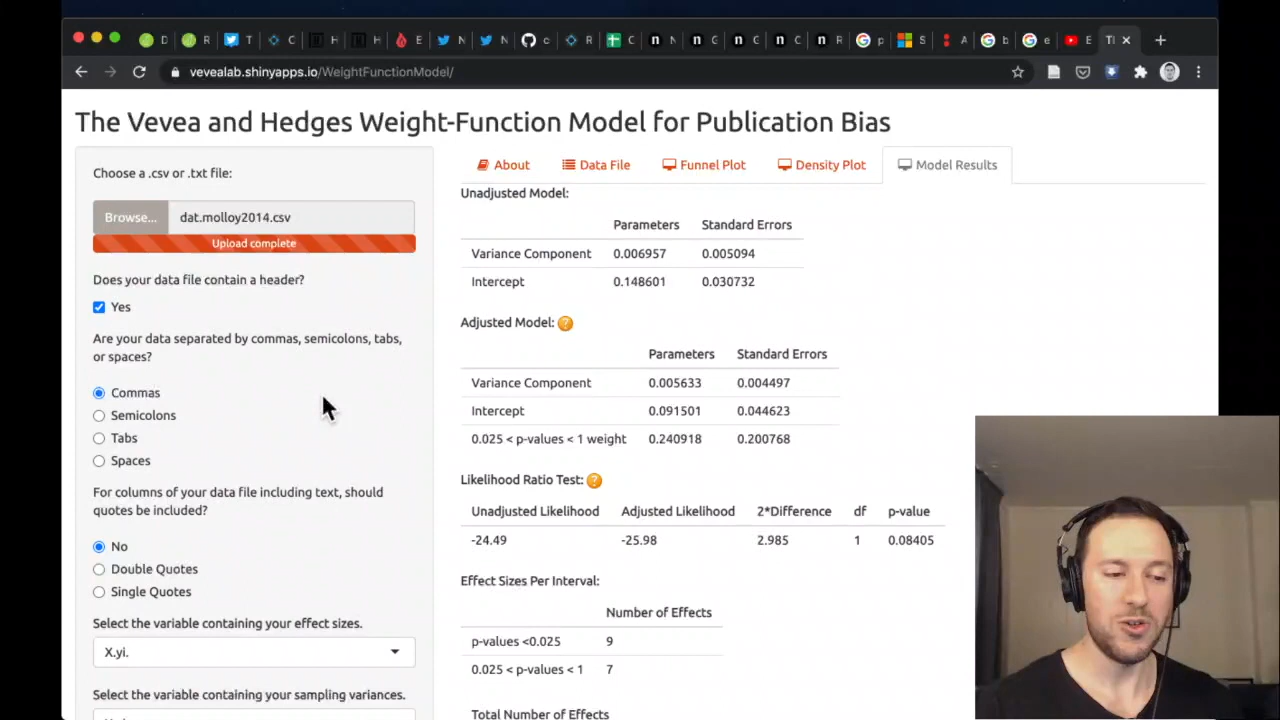 D
R
T
C
H
H
E
N
N
c
R
C
N
G
C
C
R
p
S
A
b
e
E
Tl
vevealab.shinyapps.io/WeightFunctionModel/
The Vevea and Hedges Weight-Function Model for Publication Bias
Choose a .csv or .txt file:
Browse...
dat.molloy2014.csv
Upload complete
Does your data file contain a header?
Yes
Are your data separated by commas, semicolons, tabs,
or spaces?
Commas
Semicolons
Tabs
Spaces
For columns of your data file including text, should
quotes be included?
No
Double Quotes
Single Quotes
Select the variable containing your effect sizes.
X.yi.
Select the variable containing your sampling variances.
About
Data File
Funnel Plot
Density Plot
Model Results
Unadjusted Model:
Parameters Standard Errors
Variance Component 0.006957 0.005094
Intercept 0.148601 0.030732
Adjusted Model:
Parameters Standard Errors
Variance Component 0.005633 0.004497
Intercept 0.091501 0.044623
0.025 < p-values < 1 weight 0.240918 0.200768
Likelihood Ratio Test:
Unadjusted Likelihood Adjusted Likelihood 2*Difference df p-value
-24.49 -25.98 2.985 1 0.08405
Effect Sizes Per Interval:
Number of Effects
p-values <0.025 9
0.025 < p-values < 1 7
Total Number of Effects